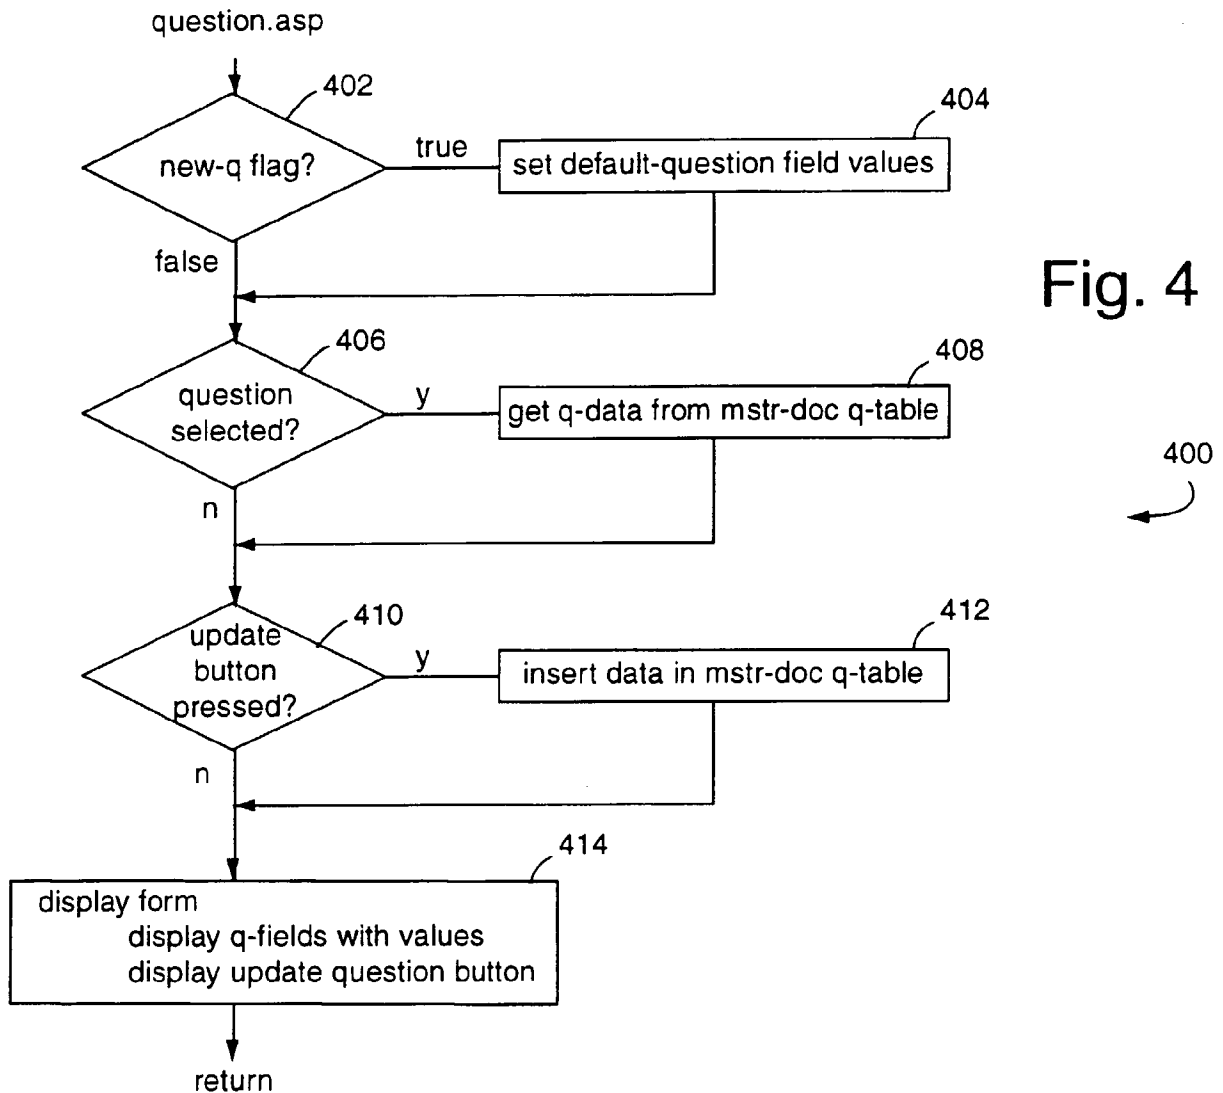 question.asp
402
404
new-q flag?
true
set default-question field values
false
Fig. 4
406
408
question
selected?
y
get q-data from mstr-doc q-table
400
n
410
412
update
button
pressed?
y
insert data in mstr-doc q-table
n
414
display form
display q-fields with values
display update question button
return